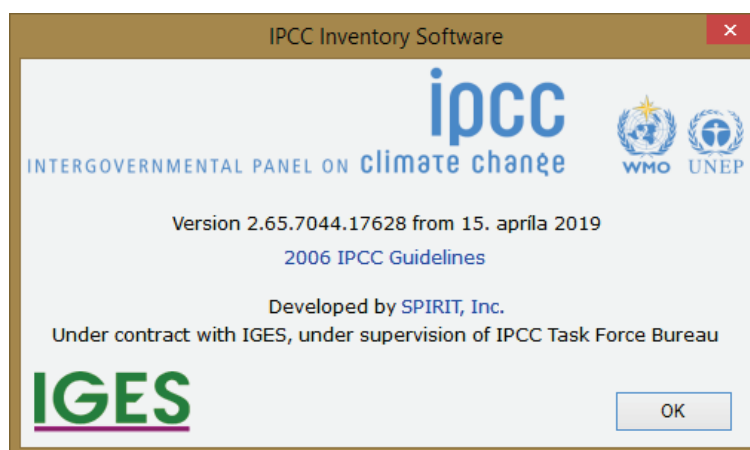 IPCC Inventory Software
ipcc
INTERGOVERNMENTAL PANEL ON climate change
WMO
UNEP
Version 2.65.7044.17628 from 15. apríla 2019
2006 IPCC Guidelines
Developed by SPIRIT, Inc.
Under contract with IGES, under supervision of IPCC Task Force Bureau
IGES
OK